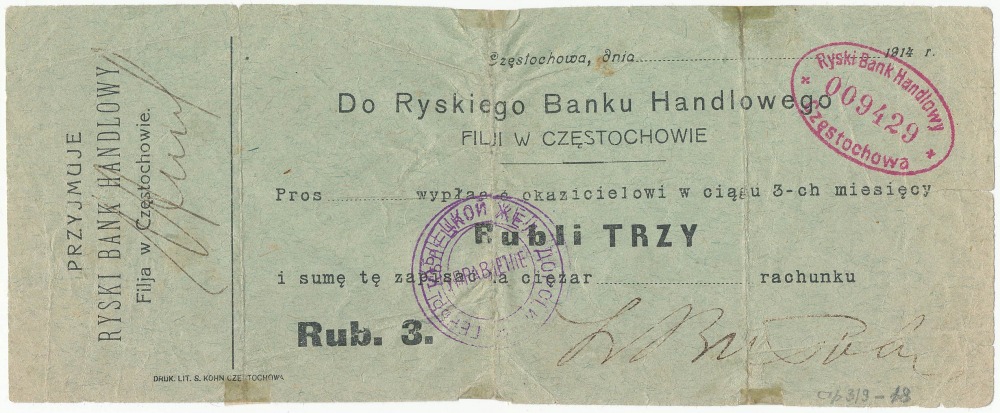 PRZYJMUJE
RYSKI BANK HANDLOWY
Filja w Częstochowie.
Częstochowa, dnia 1914 r.
Ryski Bank Handlowy
009429
Częstochowa
Do Ryskiego Banku Handlowego
FILJI W CZĘSTOCHOWIE
Pros wypłacić okazicielowi w ciągu 3-ch miesięcy
Rubli TRZY
i sumę tę zapisać na ciężar rachunku
Rub. 3.
УПРАВЛЕНІЕ
DRUK. LIT. S. KOHN CZĘSTOCHOWA